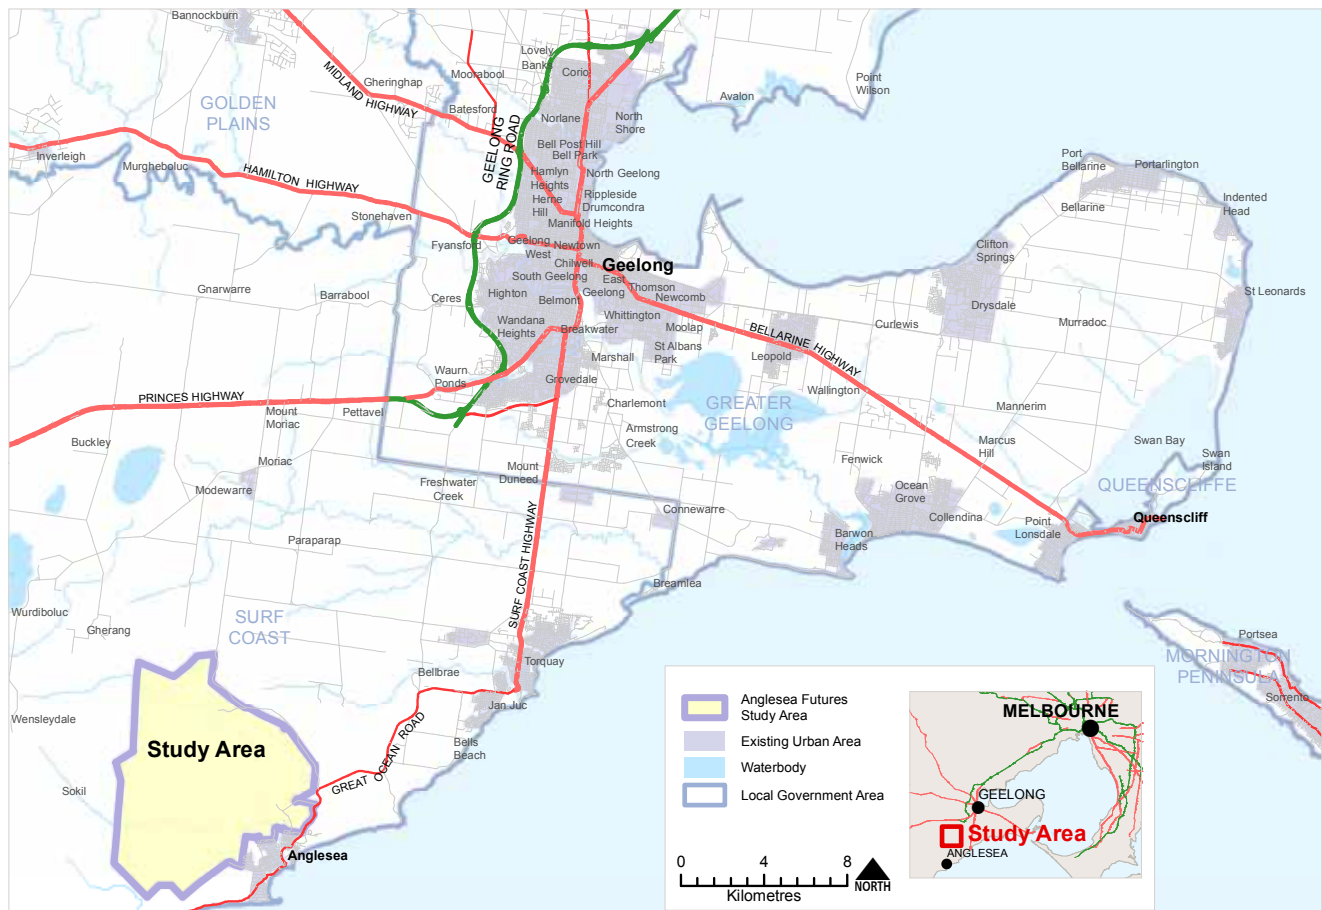 Bannockburn
Lovely
Banks
Corio
Moorabool
Gheringhap
MIDLAND HIGHWAY
Batesford
GOLDEN
PLAINS
Point
Wilson
Avalon
Norlane
North
Shore
GEELONG
RING ROAD
Bell Post Hill
Bell Park
Inverleigh
Murgheboluc
HAMILTON HIGHWAY
Hamlyn
Heights
North Geelong
Herne
Hill
Rippleside
Drumcondra
Manifold Heights
Stonehaven
Fyansford
Geelong
West
Newtown
Chilwell
Geelong
South Geelong
East
Geelong
Thomson
Newcomb
Port
Bellarine
Portarlington
Bellarine
Indented
Head
Clifton
Springs
St Leonards
Drysdale
Murradoc
Curlewis
Gnarwarre
Barrabool
Ceres
Highton
Belmont
Wandana
Heights
Breakwater
Whittington
Moolap
St Albans
Park
BELLARINE HIGHWAY
Leopold
Wallington
Marshall
Waurn
Ponds
Grovedale
PRINCES HIGHWAY
Mount
Moriac
Pettavel
Charlemont
GREATER
GEELONG
Mannerim
Armstrong
Creek
Marcus
Hill
Swan Bay
Swan
Island
Buckley
Moriac
Modewarre
Mount
Duneed
Freshwater
Creek
Fenwick
Ocean
Grove
QUEENSCLIFFE
Queenscliff
Connewarre
Collendina
Point
Lonsdale
Barwon
Heads
Paraparap
SURF COAST HIGHWAY
Breamlea
Wurdiboluc
Gherang
SURF
COAST
Portsea
MORNINGTON
PENINSULA
Sorrento
Torquay
Bellbrae
Jan Juc
Wensleydale
Study Area
Bells
Beach
GREAT OCEAN ROAD
Sokil
Anglesea
Anglesea Futures
Study Area
Existing Urban Area
Waterbody
Local Government Area
0 4 8
Kilometres
NORTH
MELBOURNE
GEELONG
Study Area
ANGLESEA